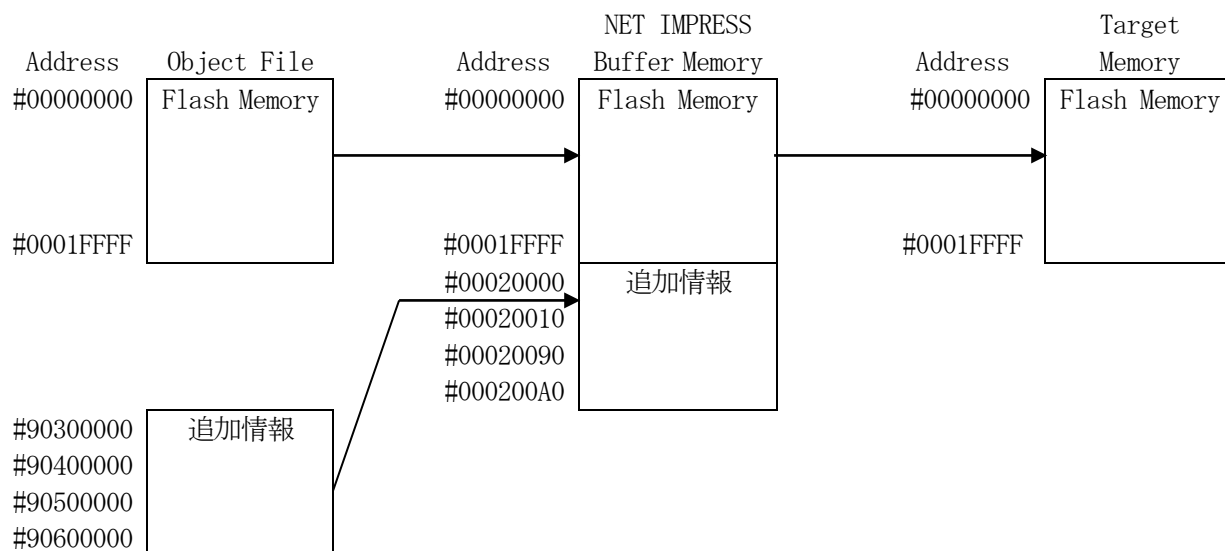 NET IMPRESS Target
Address Object File Address Buffer Memory Address Memory
#00000000 Flash Memory #00000000 Flash Memory #00000000 Flash Memory
#0001FFFF #0001FFFF #0001FFFF
#00020000 追加情報
#00020010
#00020090
#000200A0
#90300000 追加情報
#90400000
#90500000
#90600000